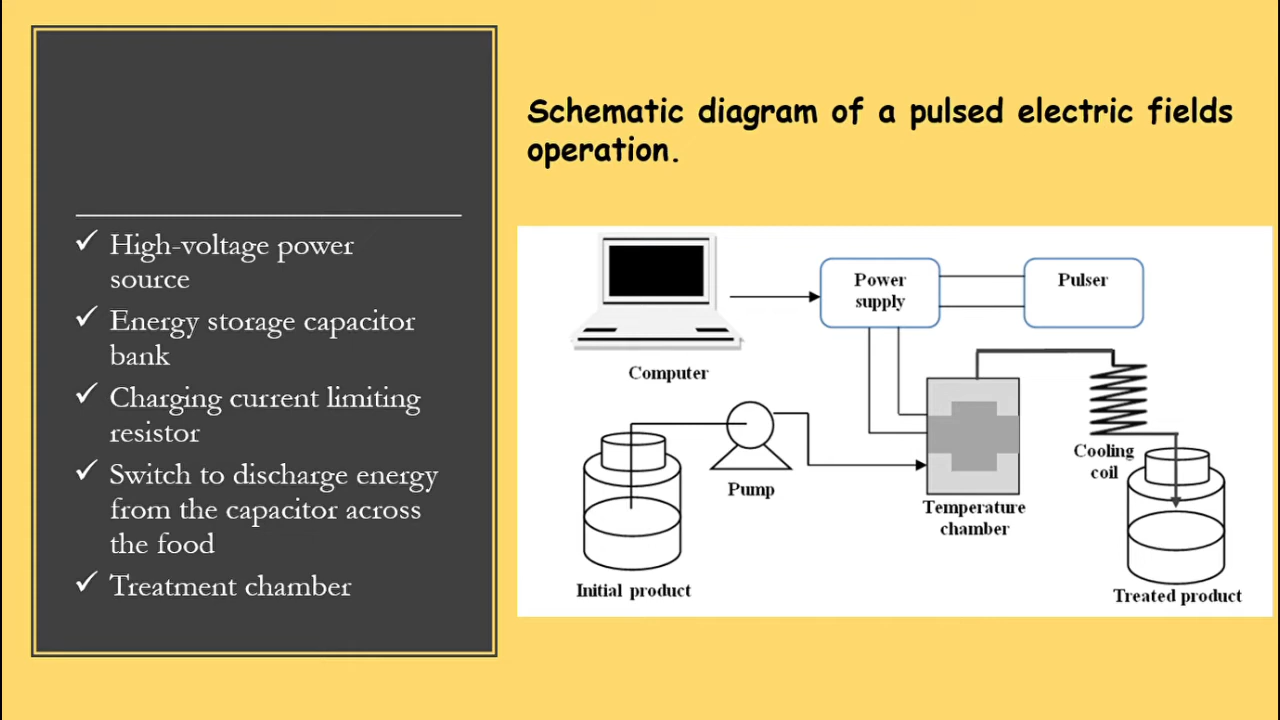 Schematic diagram of a pulsed electric fields
operation.
✓ High-voltage power
source
✓ Energy storage capacitor
bank
✓ Charging current limiting
resistor
✓ Switch to discharge energy
from the capacitor across
the food
✓ Treatment chamber
Power
supply
Pulser
Computer
Pump
Cooling
coil
Temperature
chamber
Initial product
Treated product